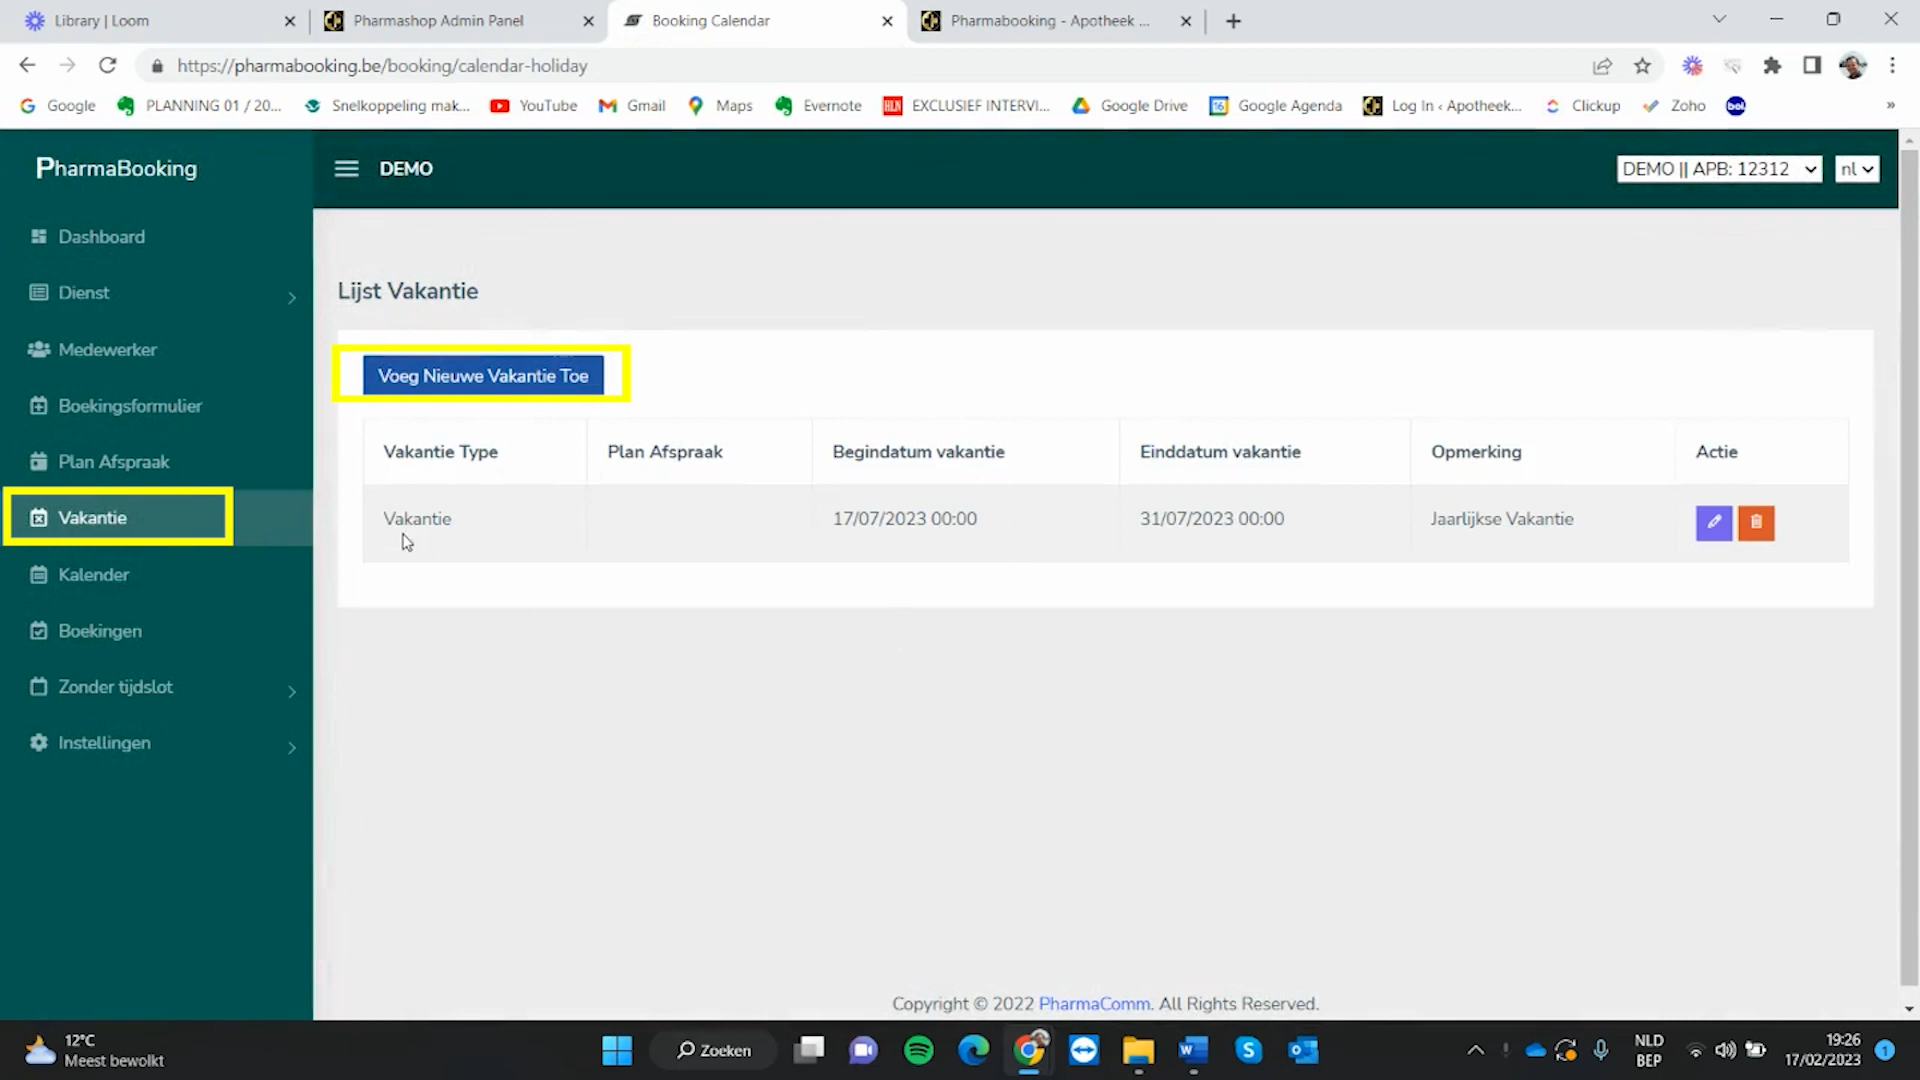 Library | Loom
Pharmashop Admin Panel
Booking Calendar
Pharmabooking - Apotheek ...
https://pharmabooking.be/booking/calendar-holiday
Google
PLANNING 01 / 20...
Snelkoppeling mak...
YouTube
Gmail
Maps
Evernote
HLN
EXCLUSIEF INTERVI...
Google Drive
16
Google Agenda
Log In ‹ Apotheek...
Clickup
Zoho
bol
»
PharmaBooking
DEMO
DEMO || APB: 12312
nl
Dashboard
Dienst
Medewerker
Boekingsformulier
Plan Afspraak
Vakantie
Kalender
Boekingen
Zonder tijdslot
Instellingen
Lijst Vakantie
Voeg Nieuwe Vakantie Toe
Vakantie Type Plan Afspraak Begindatum vakantie Einddatum vakantie Opmerking Actie
Vakantie 17/07/2023 00:00 31/07/2023 00:00 Jaarlijkse Vakantie
Copyright © 2022 PharmaComm. All Rights Reserved.
12°C
Meest bewolkt
Zoeken
NLD
BEP
19:26
17/02/2023
1